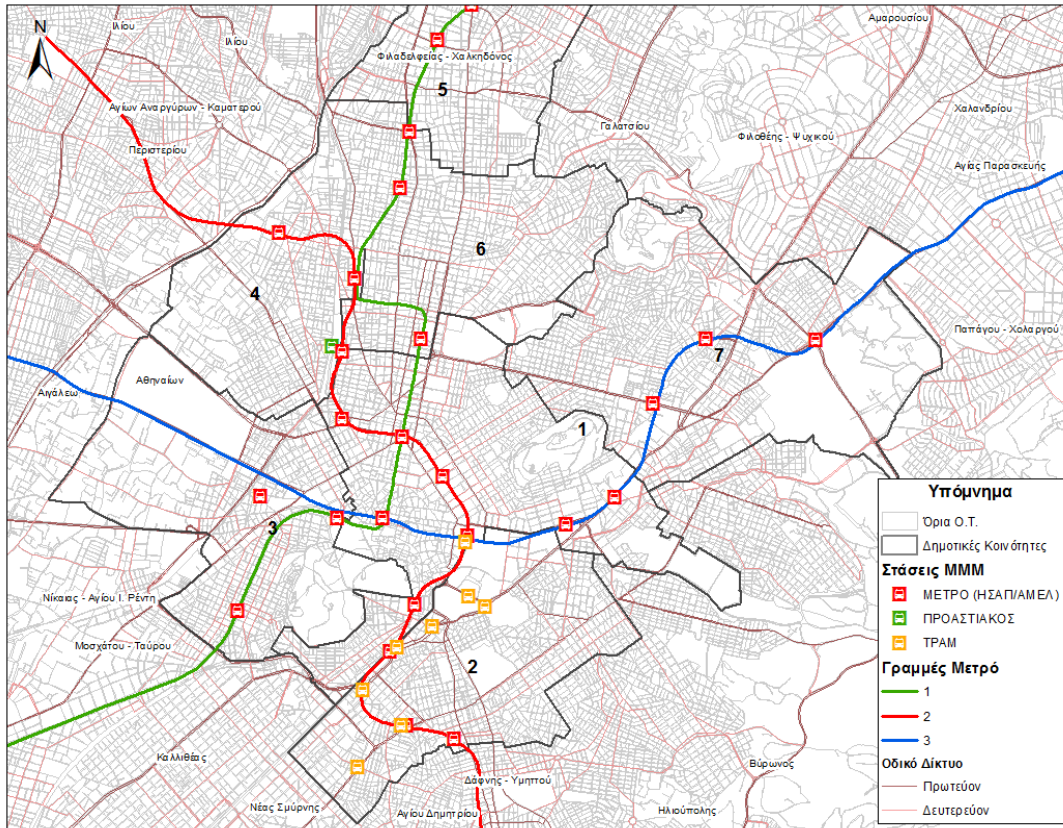 N
Ιλίου
Ιλίου
Αμαρουσίου
Φιλαδελφείας - Χαλκηδόνος
5
Αγίων Αναργύρων - Καματερού
Χαλανδρίου
Γαλατσίου
Φιλοθέης - Ψυχικού
Περιστερίου
Αγίας Παρασκευής
6
4
Παπάγου - Χολαργού
7
Αθηναίων
Αιγάλεω
1
3
Νίκαιας - Αγίου Ι. Ρέντη
Μοσχάτου - Ταύρου
2
Καλλιθέας
Βύρωνος
Δάφνης - Υμηττού
Νέας Σμύρνης
Αγίου Δημητρίου
Ηλιούπολης
Υπόμνημα
Όρια Ο.Τ.
Δημοτικές Κοινότητες
Στάσεις ΜΜΜ
ΜΕΤΡΟ (ΗΣΑΠ/ΑΜΕΛ)
ΠΡΟΑΣΤΙΑΚΟΣ
ΤΡΑΜ
Γραμμές Μετρό
1
2
3
Οδικό Δίκτυο
Πρωτεύον
Δευτερεύον